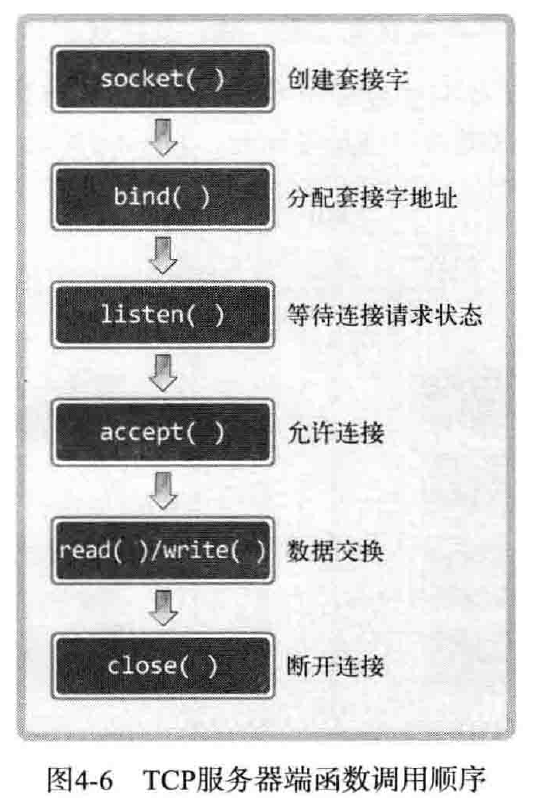 socket( ) 创建套接字
bind( ) 分配套接字地址
listen( ) 等待连接请求状态
accept( ) 允许连接
read( )/write( ) 数据交换
close( ) 断开连接
图4-6 TCP服务器端函数调用顺序